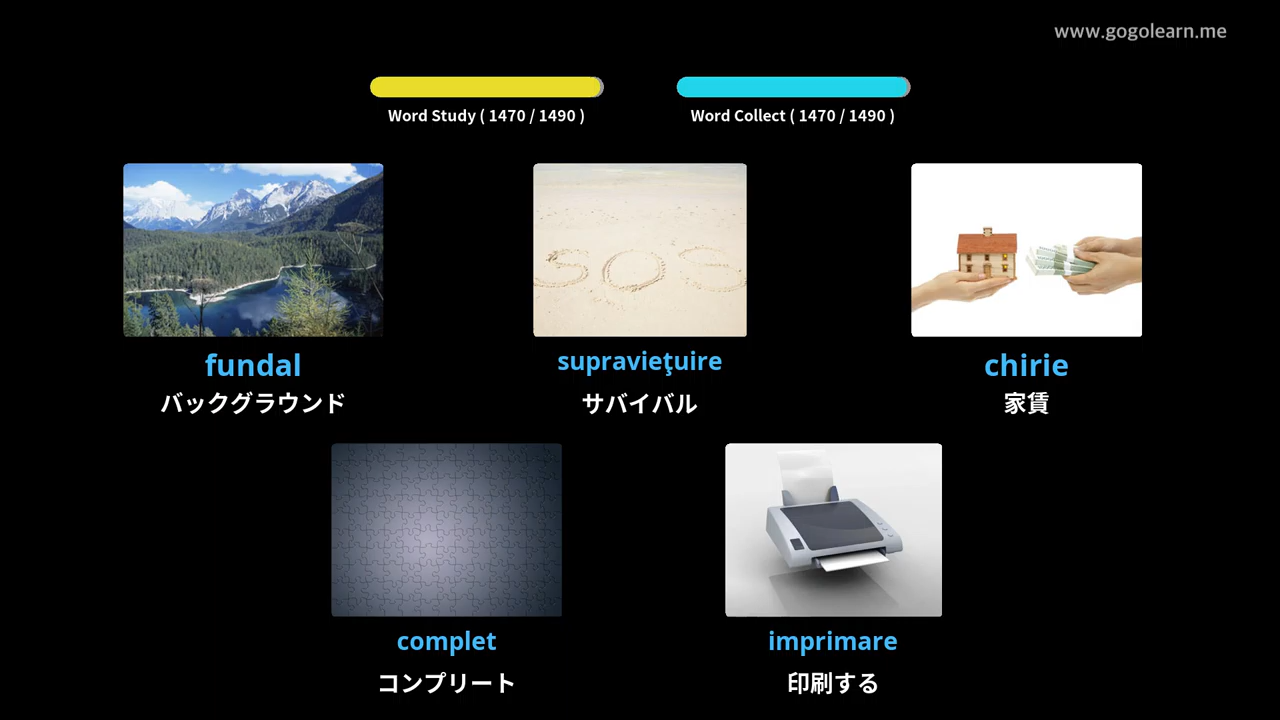 www.gogolearn.me
Word Study ( 1470 / 1490 )
Word Collect ( 1470 / 1490 )
SOS
fundal
バックグラウンド
supravieţuire
サバイバル
chirie
家賃
complet
コンプリート
imprimare
印刷する